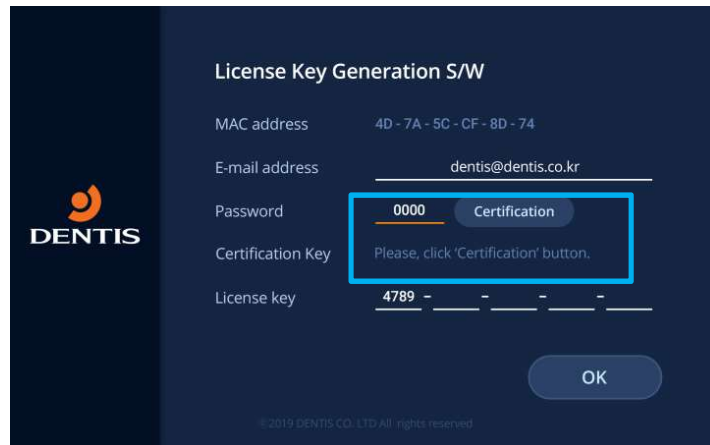 License Key Generation S/W
MAC address 4D - 7A - 5C - CF - 8D - 74
E-mail address dentis@dentis.co.kr
Password 0000 Certification
DENTIS
Certification Key Please, click 'Certification' button.
License key 4789 – – – –
OK
©2019 DENTIS CO. LTD All rights reserved